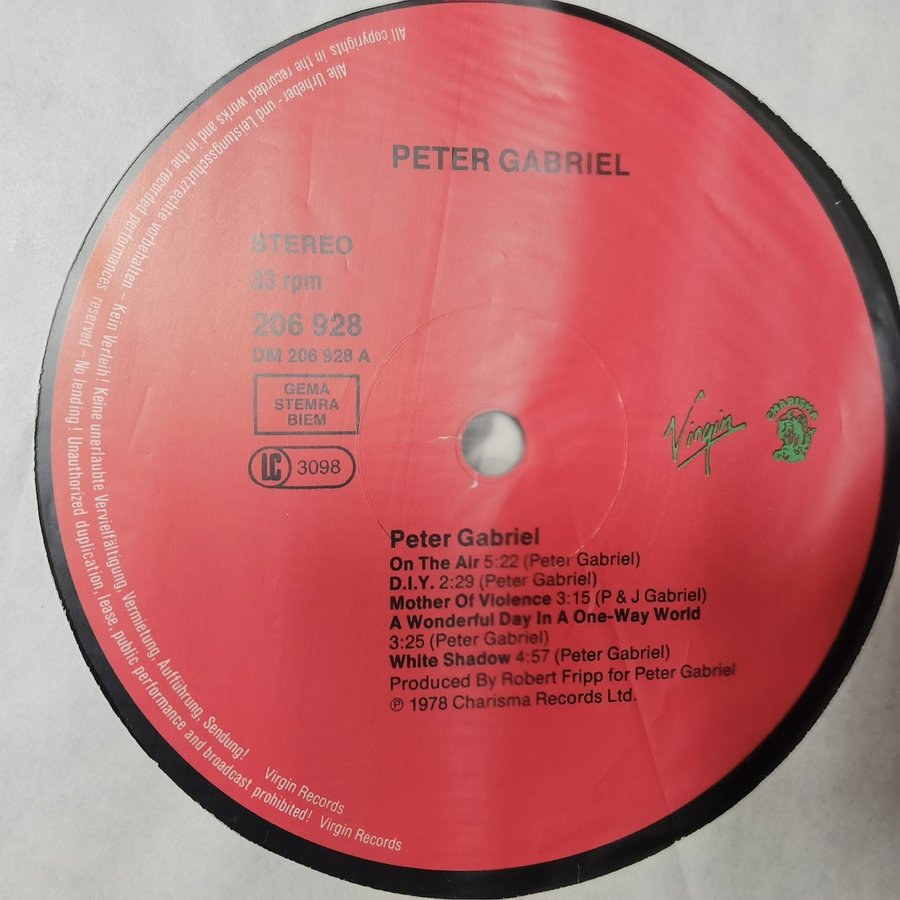 PETER GABRIEL
STEREO
33 rpm
206 928
DM 206 928 A
GEMA
STEMRA
BIEM
LC 3098
Virgin
CHARISMA
Peter Gabriel
On The Air 5:22 (Peter Gabriel)
D.I.Y. 2:29 (Peter Gabriel)
Mother Of Violence 3:15 (P & J Gabriel)
A Wonderful Day In A One-Way World
3:25 (Peter Gabriel)
White Shadow 4:57 (Peter Gabriel)
Produced By Robert Fripp for Peter Gabriel
℗ 1978 Charisma Records Ltd.
Alle Urheber- und Leistungsschutzrechte vorbehalten – Kein Verleih! Keine unerlaubte Vervielfältigung, Vermietung, Aufführung, Sendung! Virgin Records
All copyrights in the recorded works and in the recorded performances reserved – No lending! Unauthorized duplication, lease, public performance and broadcast prohibited! Virgin Records